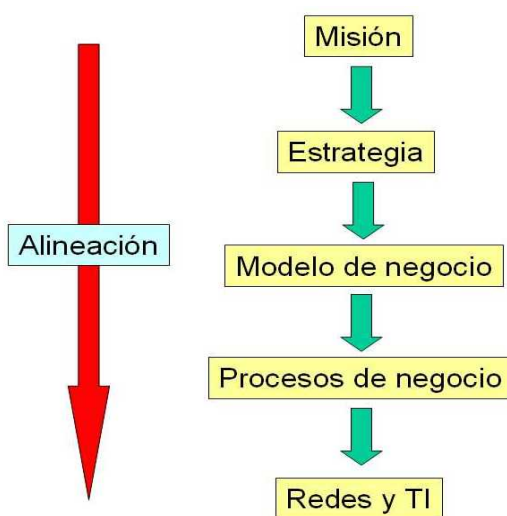 Misión
Estrategia
Alineación
Modelo de negocio
Procesos de negocio
Redes y TI